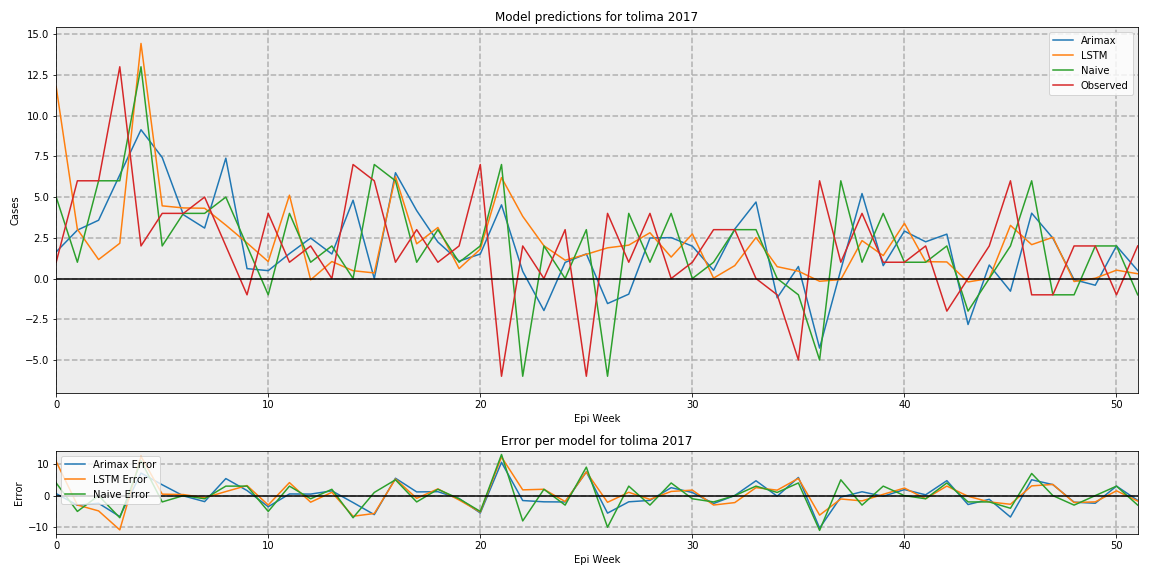 Model predictions for tolima 2017
15.0
12.5
10.0
7.5
5.0
2.5
0.0
−2.5
−5.0
Cases
Arimax
LSTM
Naive
Observed
0 10 20 30 40 50
Epi Week
Error per model for tolima 2017
10
0
−10
Error
Arimax Error
LSTM Error
Naive Error
0 10 20 30 40 50
Epi Week